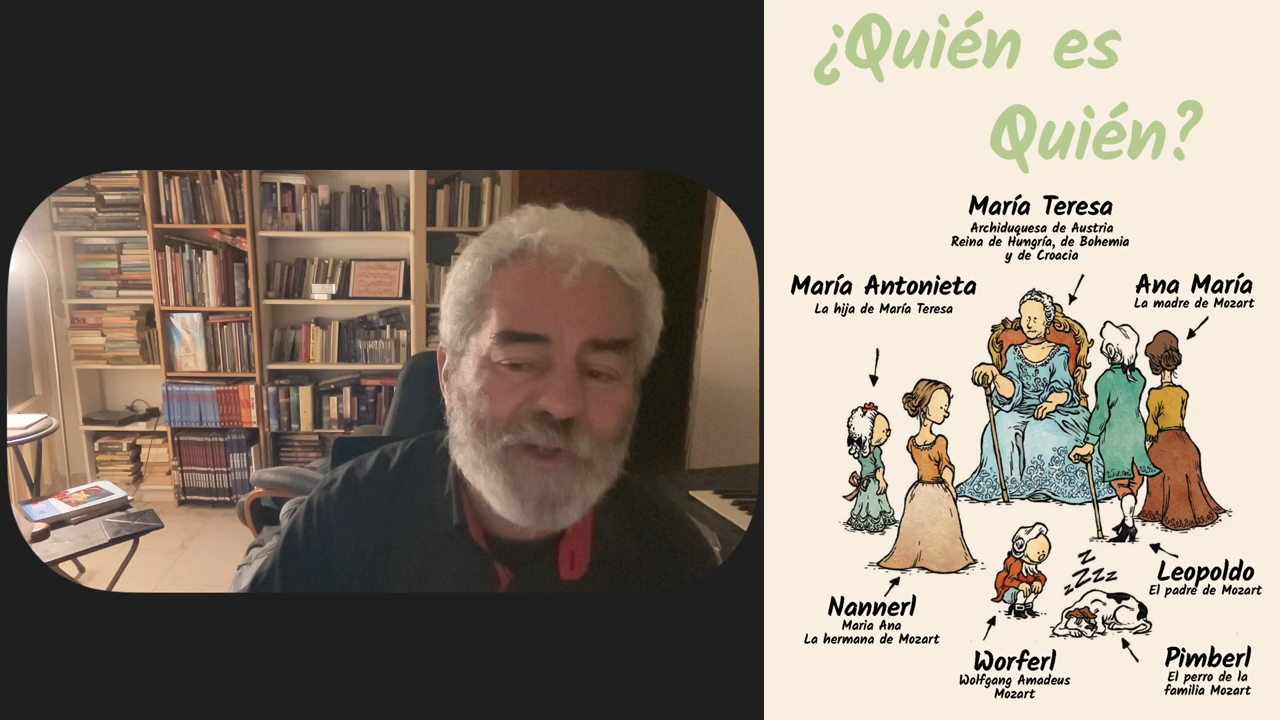 ¿Quién es
Quién?
María Teresa
Archiduquesa de Austria
Reina de Hungría, de Bohemia
y de Croacia
María Antonieta
La hija de María Teresa
Ana María
La madre de Mozart
Z
Z Z Z Z
Leopoldo
El padre de Mozart
Nannerl
Maria Ana
La hermana de Mozart
Worferl
Wolfgang Amadeus
Mozart
Pimberl
El perro de la
familia Mozart